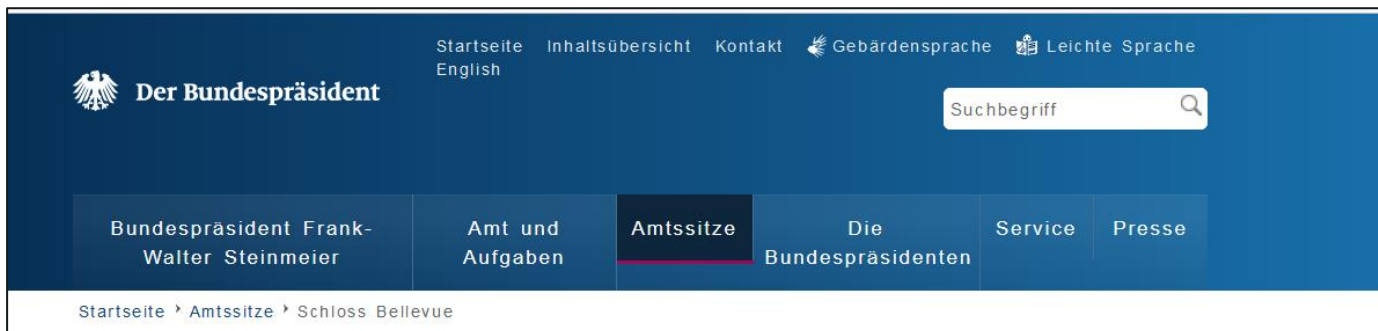 Startseite Inhaltsübersicht Kontakt Gebärdensprache Leichte Sprache
English
Der Bundespräsident
Suchbegriff
Bundespräsident Frank-
Walter Steinmeier
Amt und
Aufgaben
Amtssitze
Die
Bundespräsidenten
Service
Presse
Startseite Amtssitze Schloss Bellevue